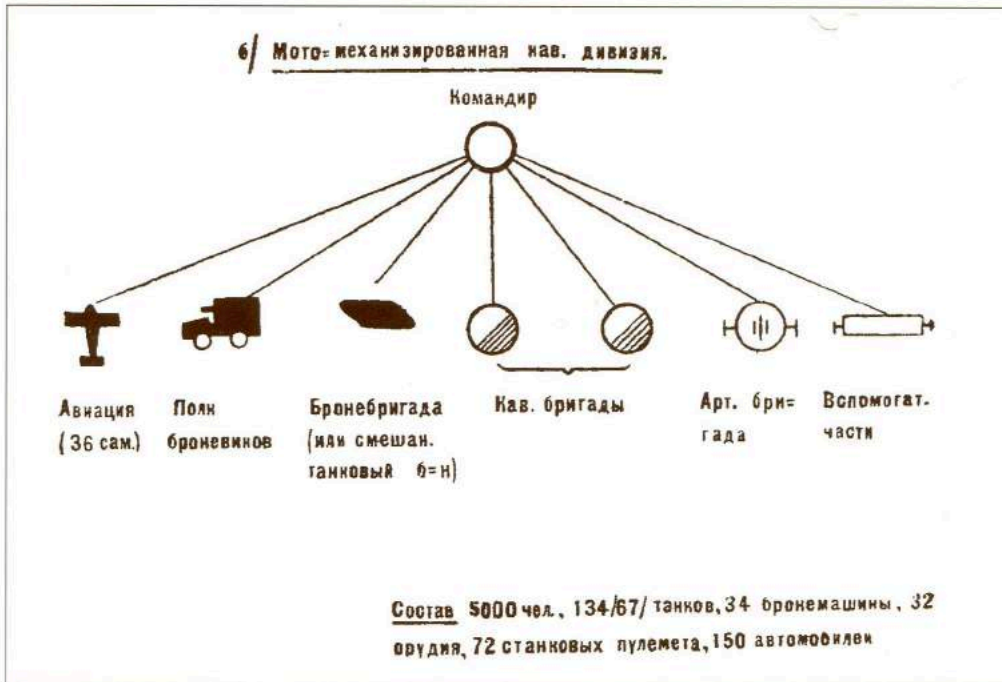 6/ Мото=механизированная кав. дивизия.
Командир
Авиация
(36 сам.)
Полк
броневиков
Бронебригада
(или смешан.
танковый б=н)
Кав. бригады
Арт. бри=
гада
Вспомогат.
части
Состав 5000 чел., 134/67/ танков, 34 бронемашины, 32
орудия, 72 станковых пулемета, 150 автомобилей